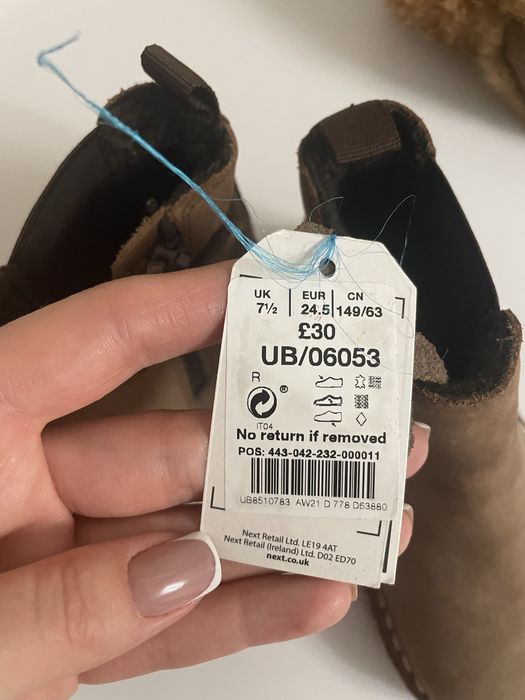 UK EUR CN
7½ 24.5 149/63
£30
UB/06053
R
®
IT04
No return if removed
POS: 443-042-232-000011
UB8510783 AW21 D 778 D63880
Next Retail Ltd. LE19 4AT
Next Retail (Ireland) Ltd. D02 ED70
next.co.uk